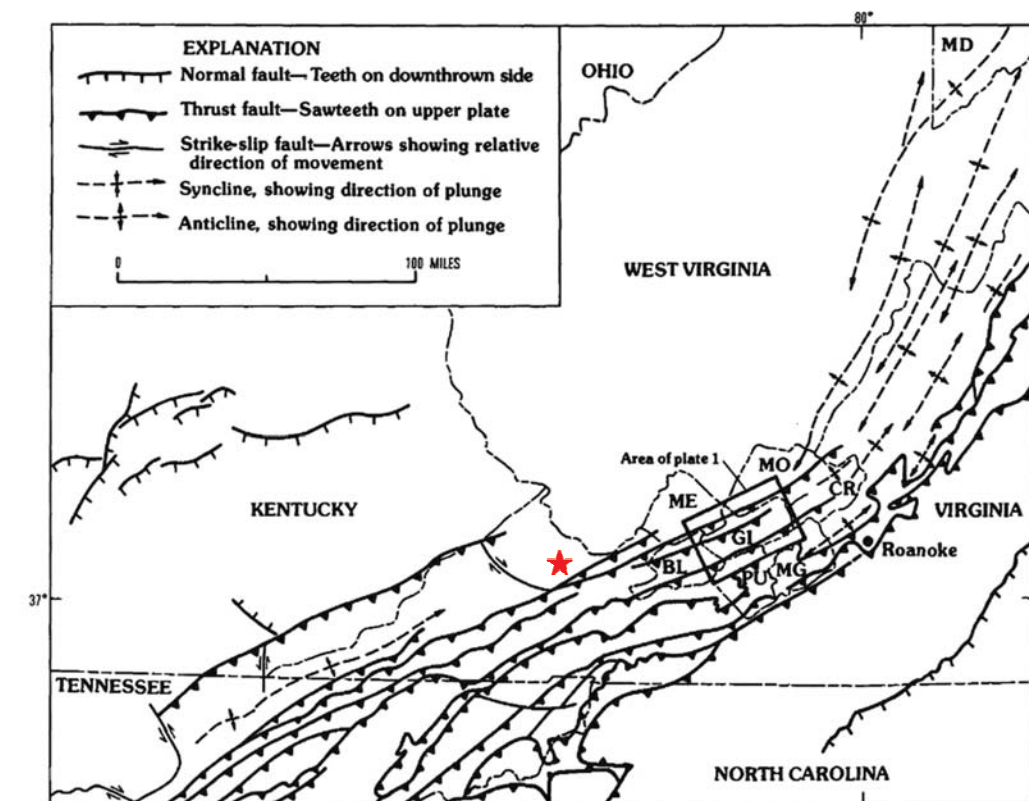 80°
EXPLANATION
Normal fault—Teeth on downthrown side
Thrust fault—Sawteeth on upper plate
Strike-slip fault—Arrows showing relative
direction of movement
Syncline, showing direction of plunge
Anticline, showing direction of plunge
0 100 MILES
OHIO
MD
WEST VIRGINIA
Area of plate 1
MO
ME
CR
KENTUCKY
VIRGINIA
GI
Roanoke
BL
PU
MG
37°
TENNESSEE
NORTH CAROLINA